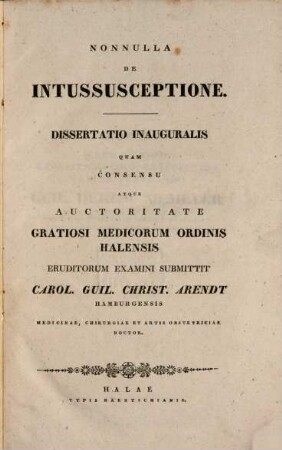 NONNULLA
DE
INTUSSUSCEPTIONE.
DISSERTATIO INAUGURALIS
QUAM
CONSENSU
ATQUE
AUCTORITATE
GRATIOSI MEDICORUM ORDINIS
HALENSIS
ERUDITORUM EXAMINI SUBMITTIT
CAROL. GUIL. CHRIST. ARENDT
HAMBURGENSIS
MEDICINAE, CHIRURGIAE ET ARTIS OBSTETRICIAE
DOCTOR.
HALAE
TYPIS BAENTSCHIANIS.